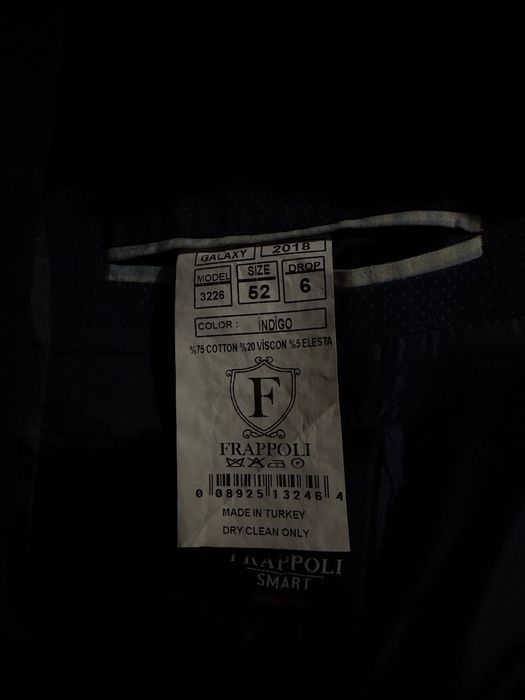 GALAXY 2018
MODEL SIZE DROP
3226 52 6
COLOR : İNDİGO
%75 COTTON %20 VİSCON %5 ELESTA
F
FRAPPOLI
0 08925 13246 4
MADE IN TURKEY
DRY CLEAN ONLY
FRAPPOLI
SMART